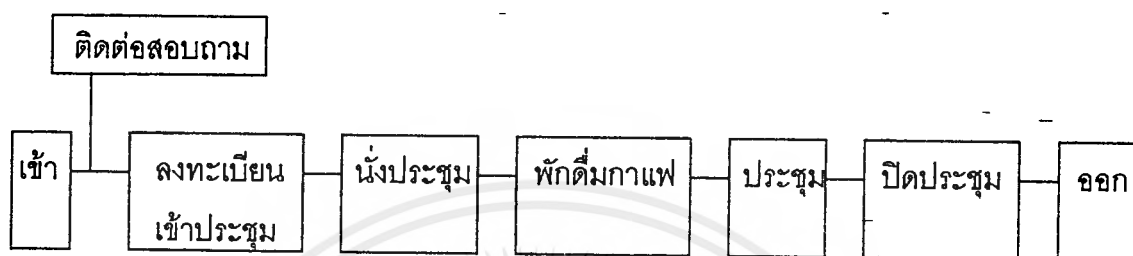 ติดต่อสอบถาม
เข้า
ลงทะเบียน
เข้าประชุม
นั่งประชุม
พักดื่มกาแฟ
ประชุม
ปิดประชุม
ออก